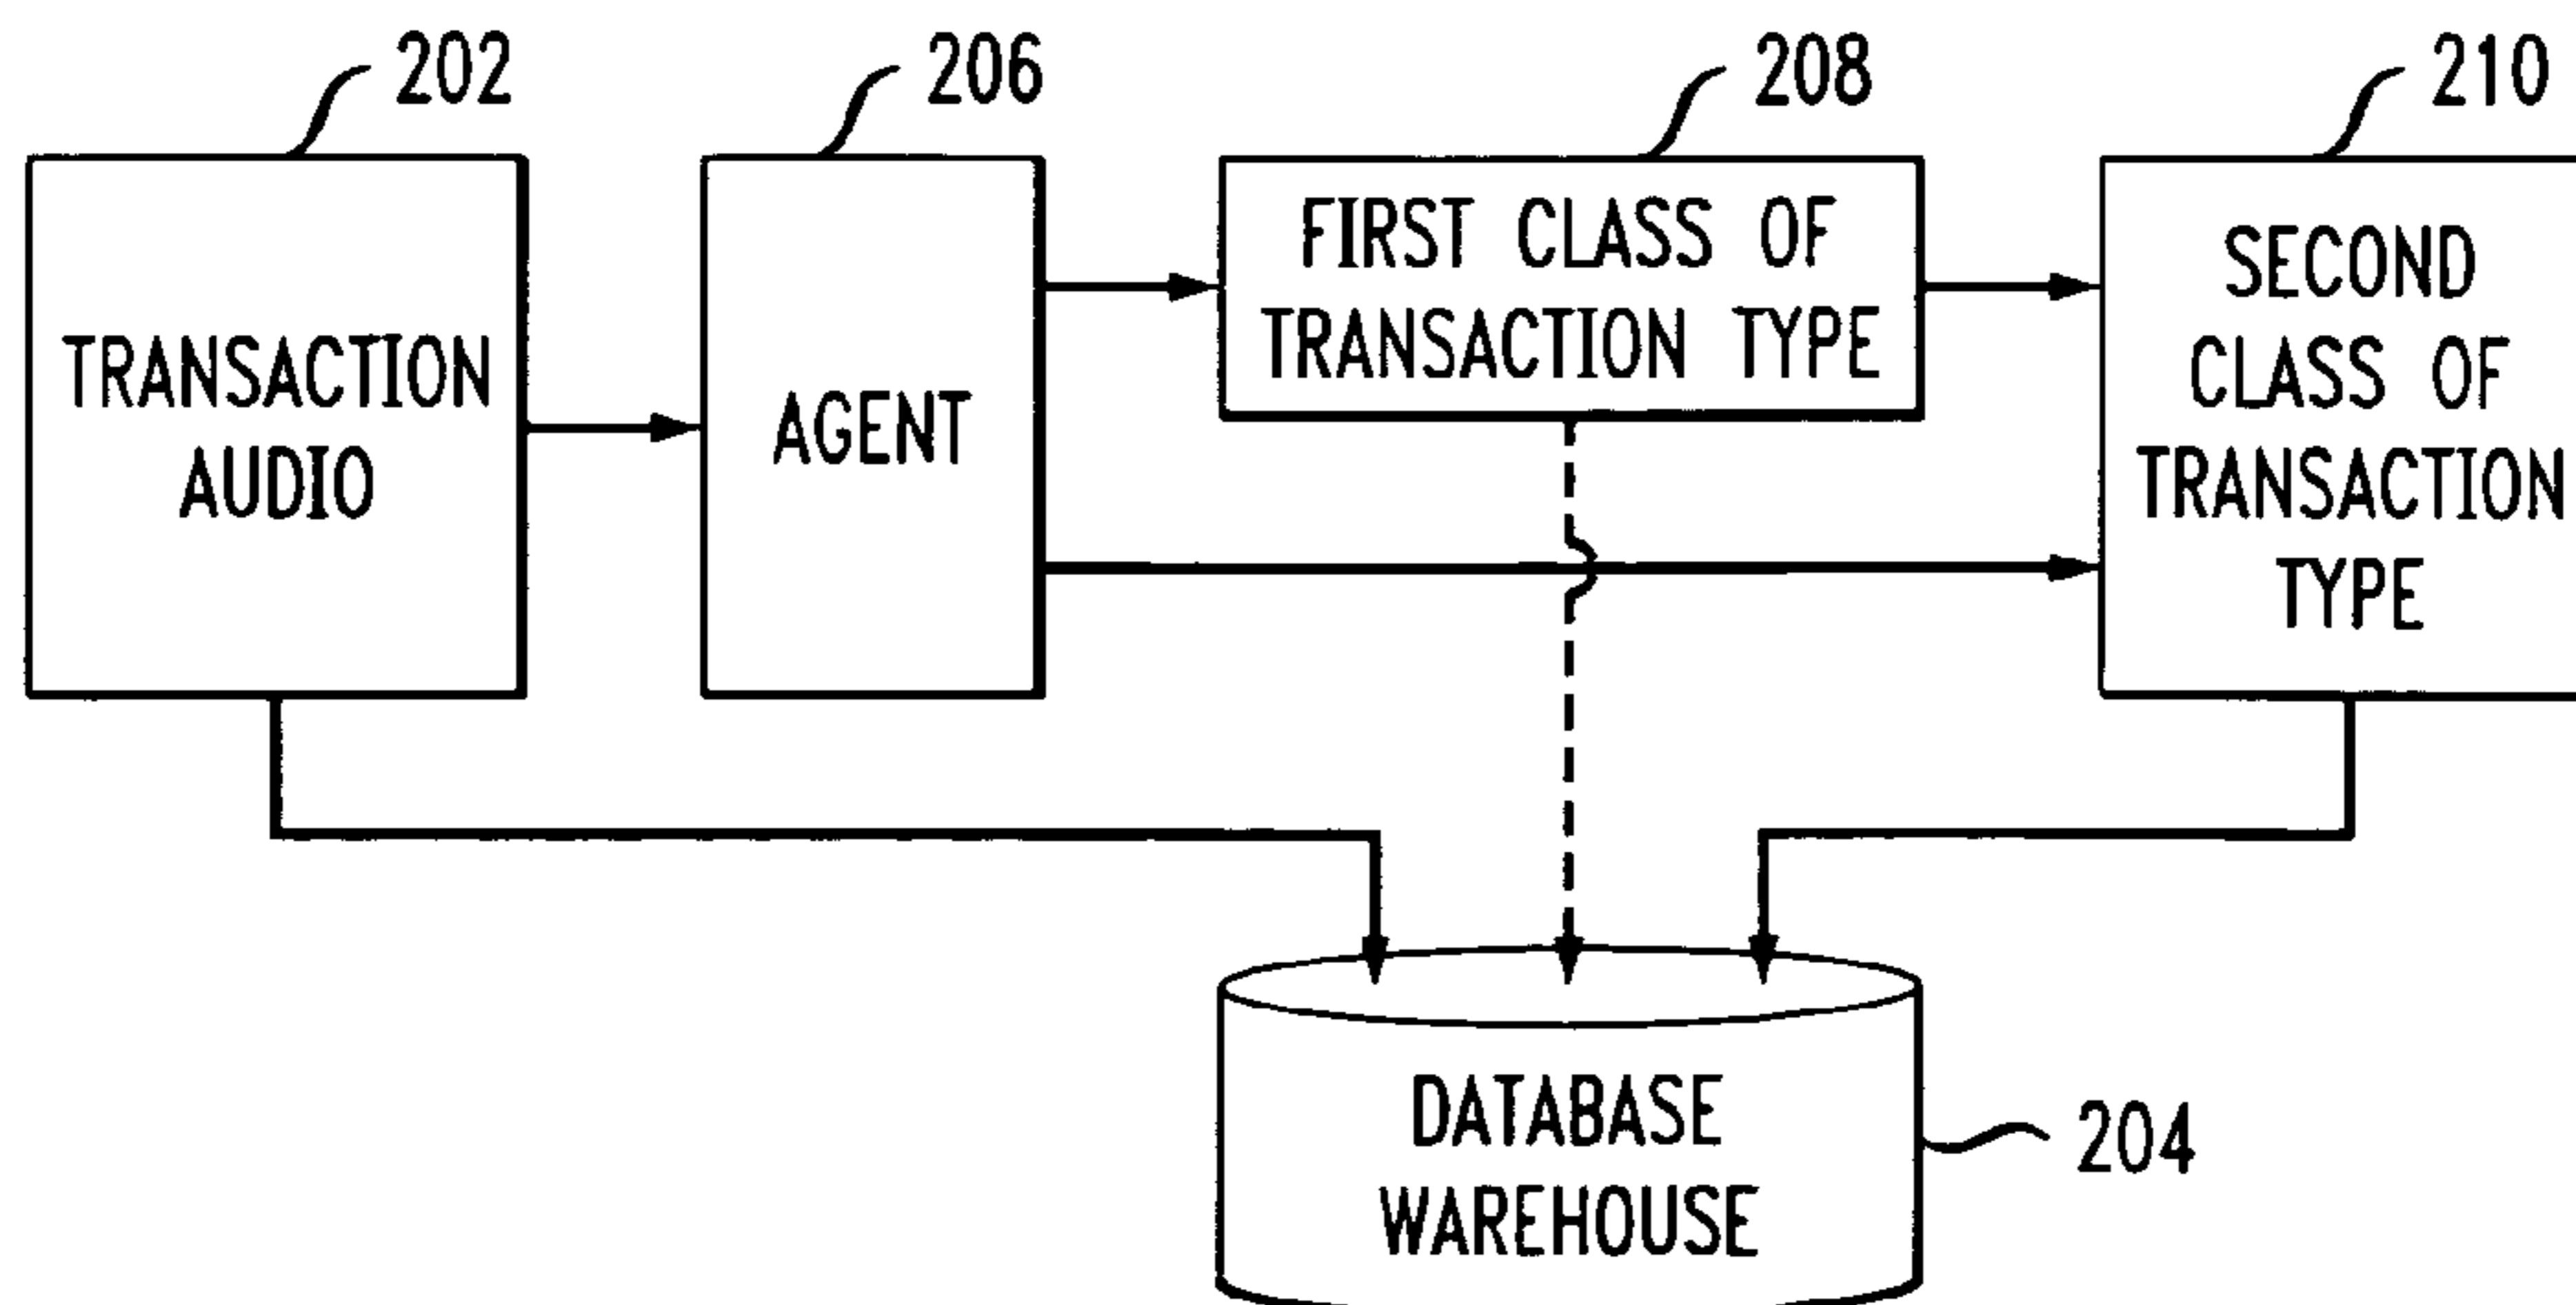 202
206
208
210
TRANSACTION
AUDIO
AGENT
FIRST CLASS OF
TRANSACTION TYPE
SECOND
CLASS OF
TRANSACTION
TYPE
DATABASE
WAREHOUSE
204